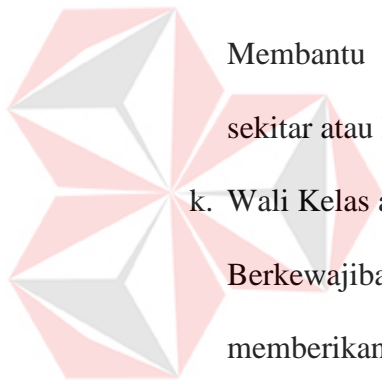 Membantu
sekitar atau
k. Wali Kelas a
Berkewajiba
memberikan